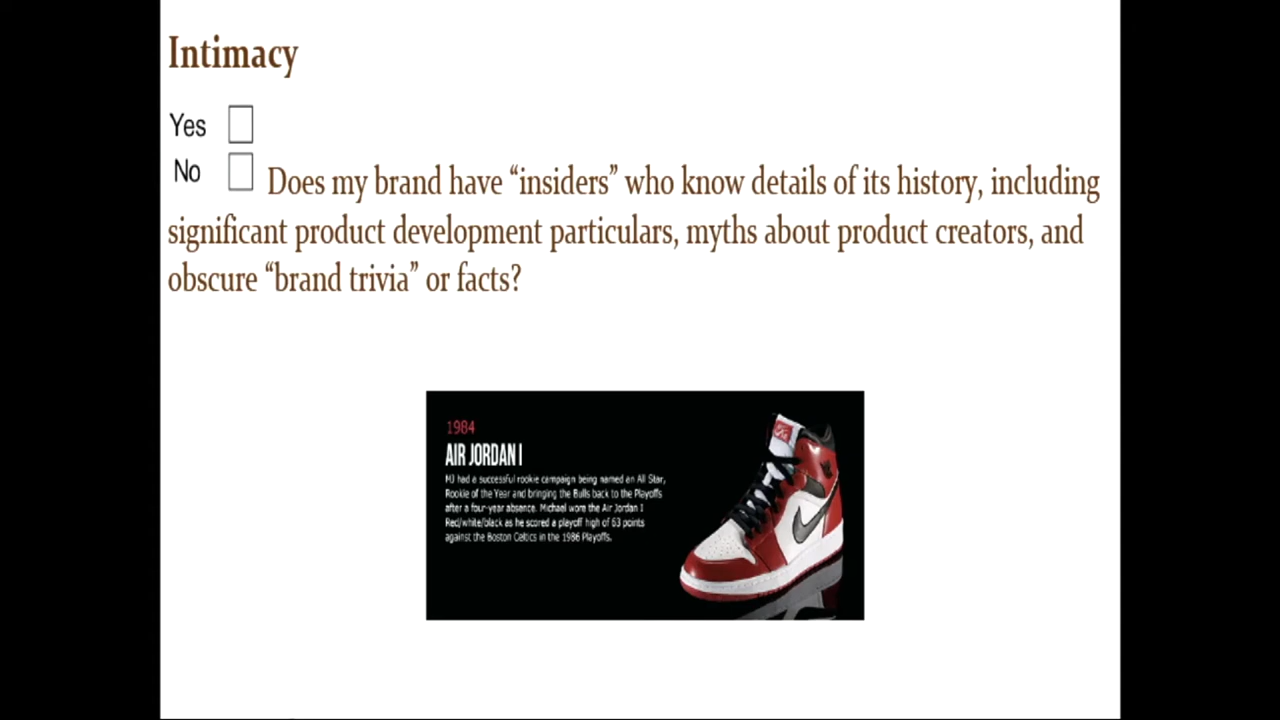 Intimacy
Yes
No
Does my brand have “insiders” who know details of its history, including
significant product development particulars, myths about product creators, and
obscure “brand trivia” or facts?
1984
AIR JORDAN I
MJ had a successful rookie campaign being named an All Star,
Rookie of the Year and bringing the Bulls back to the Playoffs
after a four-year absence. Michael wore the Air Jordan I
Red/white/black as he scored a playoff high of 63 points
against the Boston Celtics in the 1986 Playoffs.